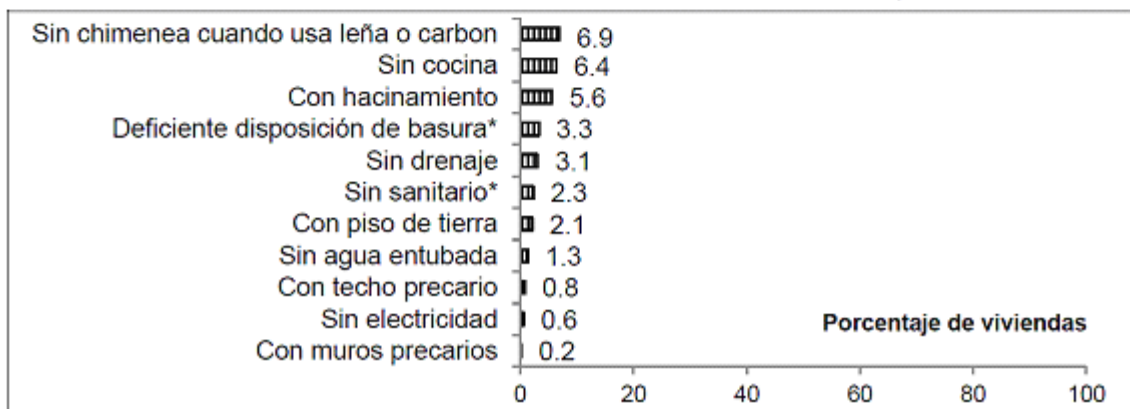 Sin chimenea cuando usa leña o carbon 6.9
Sin cocina 6.4
Con hacinamiento 5.6
Deficiente disposición de basura* 3.3
Sin drenaje 3.1
Sin sanitario* 2.3
Con piso de tierra 2.1
Sin agua entubada 1.3
Con techo precario 0.8
Sin electricidad 0.6 Porcentaje de viviendas
Con muros precarios 0.2
0 20 40 60 80 100